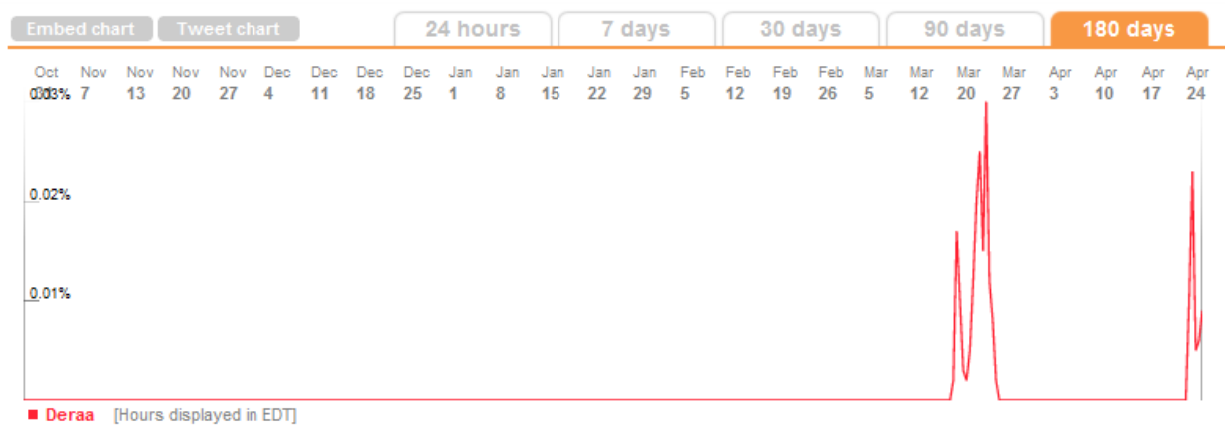 Embed chart Tweet chart 24 hours 7 days 30 days 90 days 180 days
Oct Nov Nov Nov Nov Dec Dec Dec Dec Jan Jan Jan Jan Jan Feb Feb Feb Feb Mar Mar Mar Mar Apr Apr Apr Apr
7 13 20 27 4 11 18 25 1 8 15 22 29 5 12 19 26 5 12 20 27 3 10 17 24
0.03%
0.02%
0.01%
Deraa [Hours displayed in EDT]